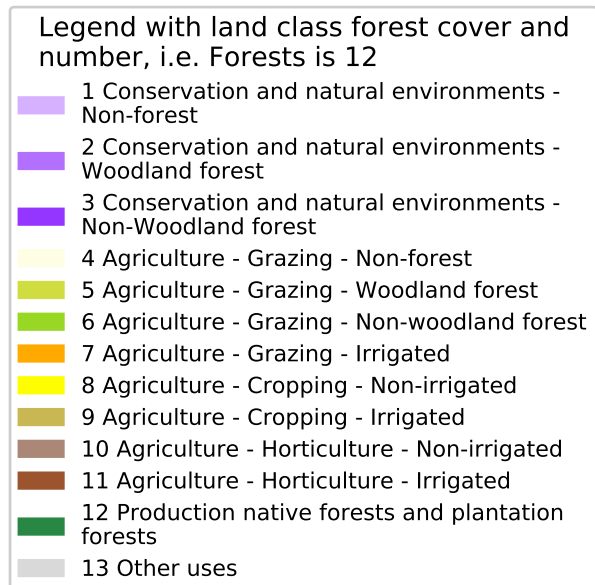 Legend with land class forest cover and
number, i.e. Forests is 12
1 Conservation and natural environments -
Non-forest
2 Conservation and natural environments -
Woodland forest
3 Conservation and natural environments -
Non-Woodland forest
4 Agriculture - Grazing - Non-forest
5 Agriculture - Grazing - Woodland forest
6 Agriculture - Grazing - Non-woodland forest
7 Agriculture - Grazing - Irrigated
8 Agriculture - Cropping - Non-irrigated
9 Agriculture - Cropping - Irrigated
10 Agriculture - Horticulture - Non-irrigated
11 Agriculture - Horticulture - Irrigated
12 Production native forests and plantation
forests
13 Other uses